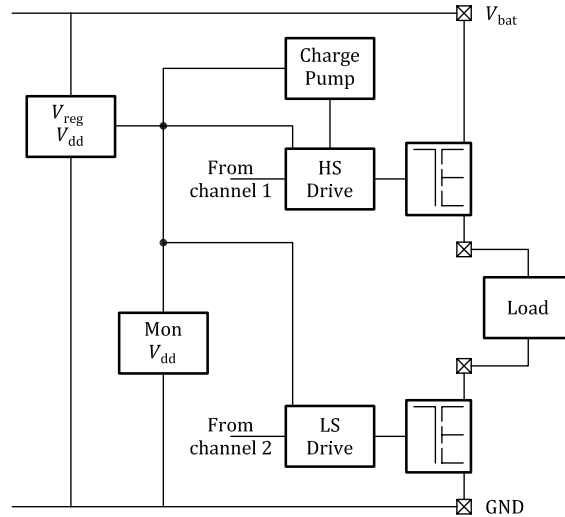 V_bat
Charge
Pump
V_reg
V_dd
From
channel 1
HS
Drive
Load
Mon
V_dd
From
channel 2
LS
Drive
GND